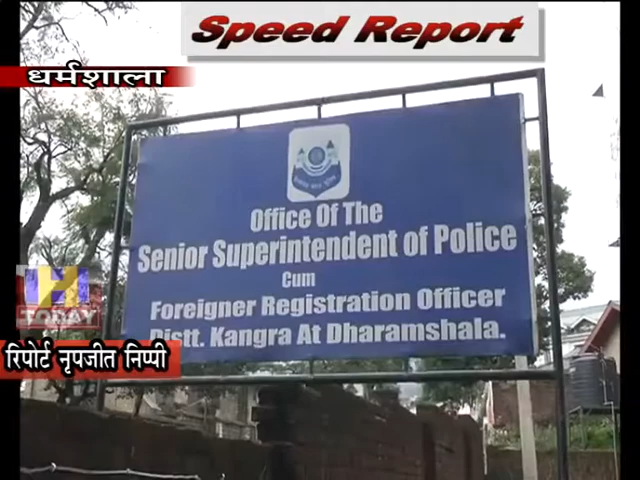 Speed Report
धर्मशाला
Office Of The
Senior Superintendent of Police
Cum
Foreigner Registration Officer
Distt. Kangra At Dharamshala.
H
TODAY
रिपोर्ट नृपजीत निप्पी